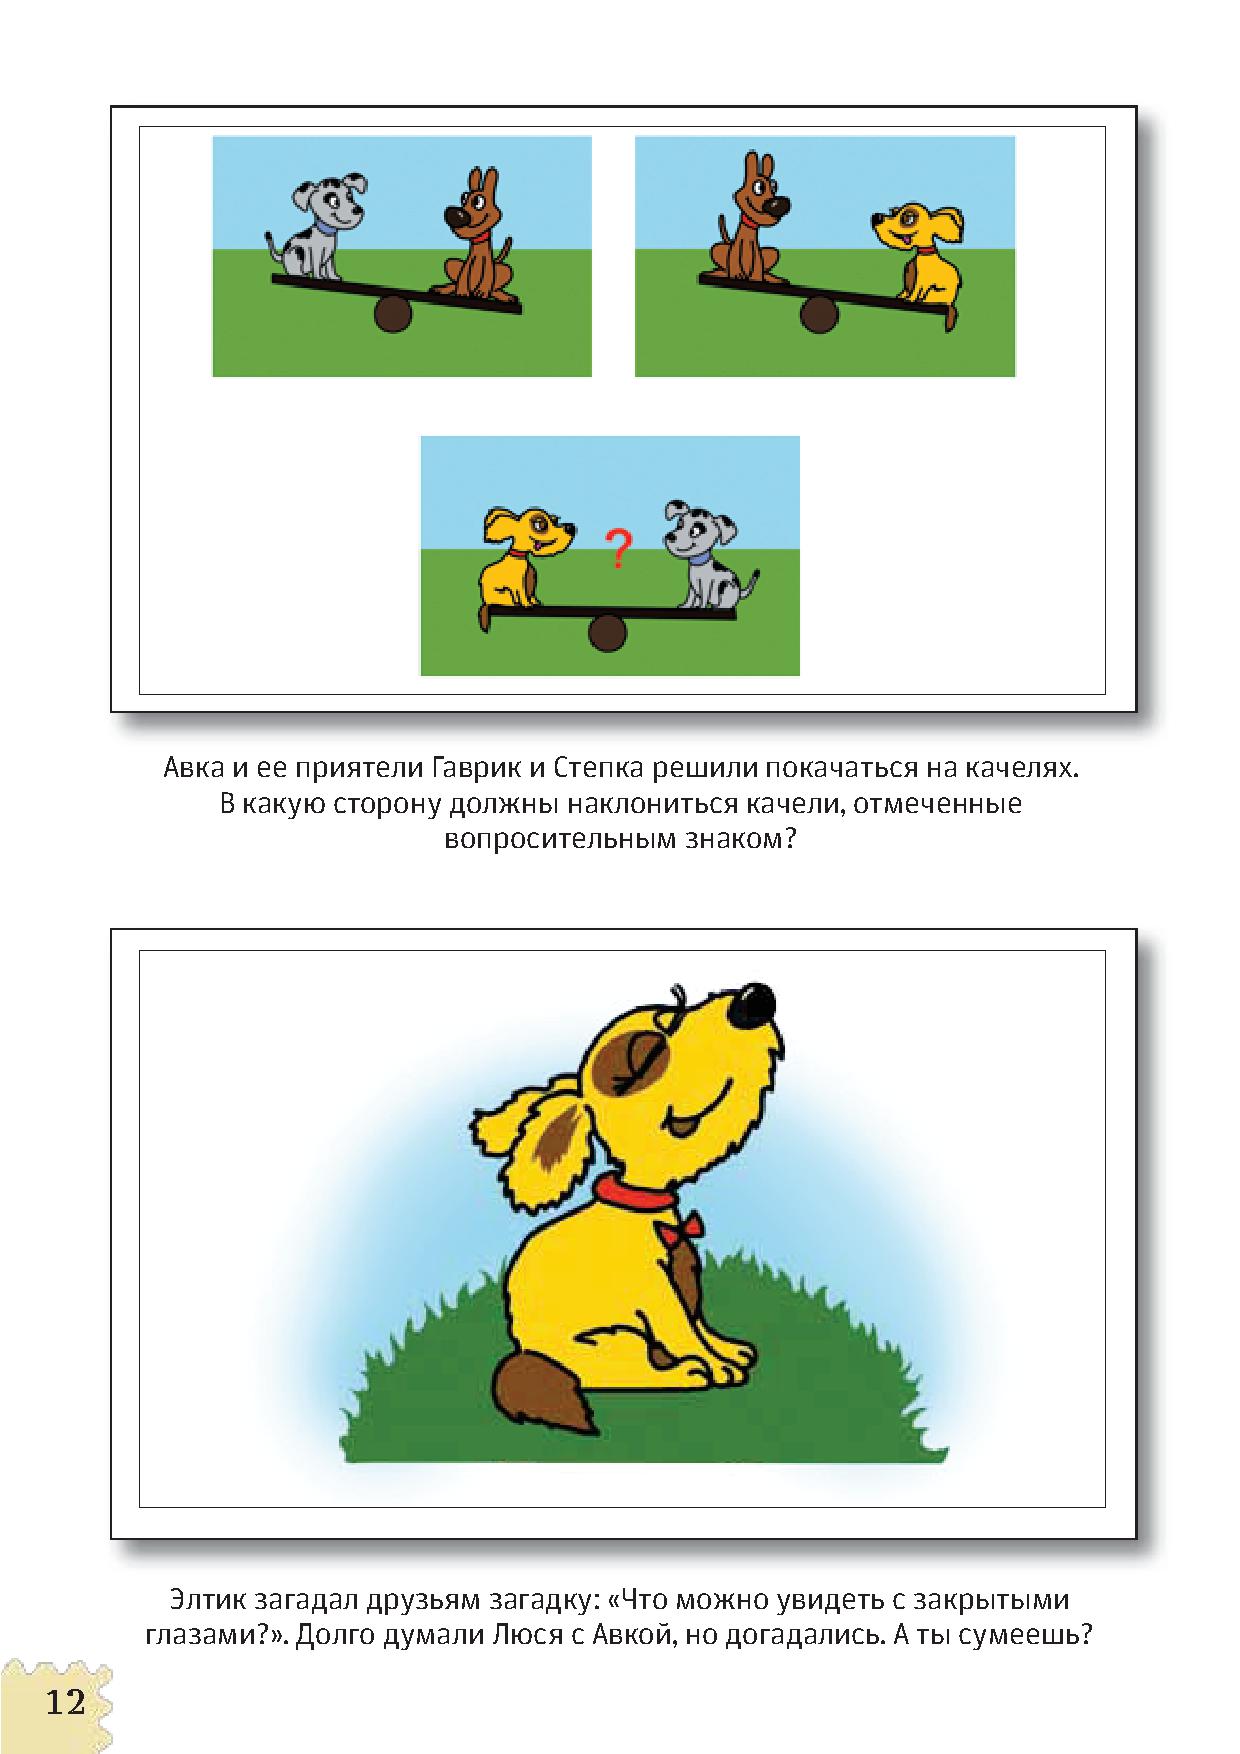 ?
Авка и ее приятели Гаврик и Степка решили покачаться на качелях.
В какую сторону должны наклониться качели, отмеченные
вопросительным знаком?
Элтик загадал друзьям загадку: «Что можно увидеть с закрытыми
глазами?». Долго думали Люся с Авкой, но догадались. А ты сумеешь?
12